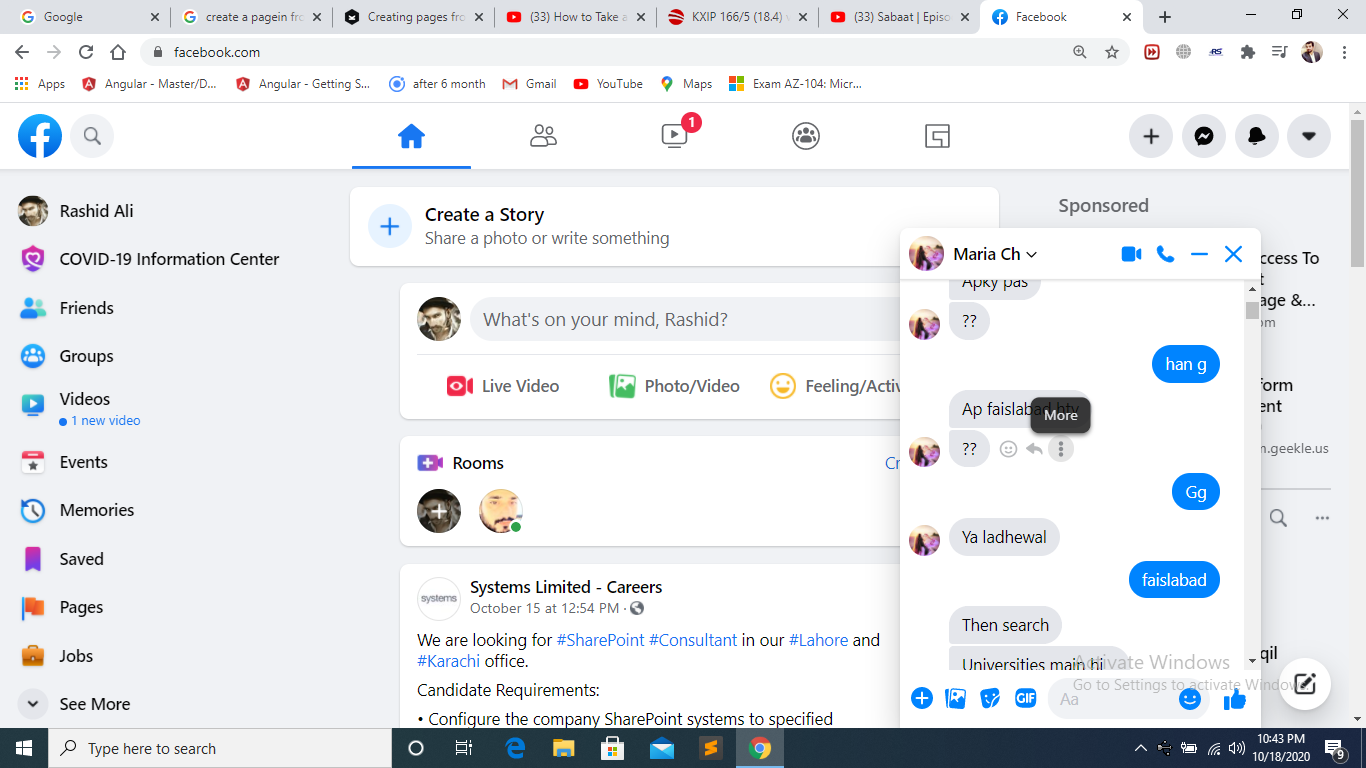 Google
create a pagein fro
Creating pages fro
(33) How to Take a
KXIP 166/5 (18.4) v
(33) Sabaat | Episo
Facebook
facebook.com
Apps
Angular - Master/D...
Angular - Getting S...
after 6 month
Gmail
YouTube
Maps
Exam AZ-104: Micr...
1
Rashid Ali
COVID-19 Information Center
Friends
Groups
Videos
1 new video
Events
Memories
Saved
Pages
Jobs
See More
Create a Story
Share a photo or write something
What's on your mind, Rashid?
Live Video
Photo/Video
Feeling/Activ
Rooms
Cr
systems
Systems Limited - Careers
October 15 at 12:54 PM ·
We are looking for #SharePoint #Consultant in our #Lahore and
#Karachi office.
Candidate Requirements:
• Configure the company SharePoint systems to specified
Sponsored
ccess To
t
age &...
om
form
ent
n.geekle.us
qil
Maria Ch
Apky pas
??
han g
Ap faislabad hty
More
??
Gg
Ya ladhewal
faislabad
Then search
Universities main hi
GIF
Aa
Activate Windows
Go to Settings to activate Windows.
Type here to search
10:43 PM
10/18/2020
9